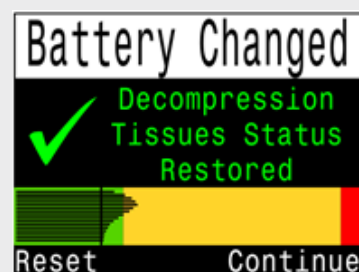 Battery Changed
Decompression
Tissues Status
Restored
Reset Continue